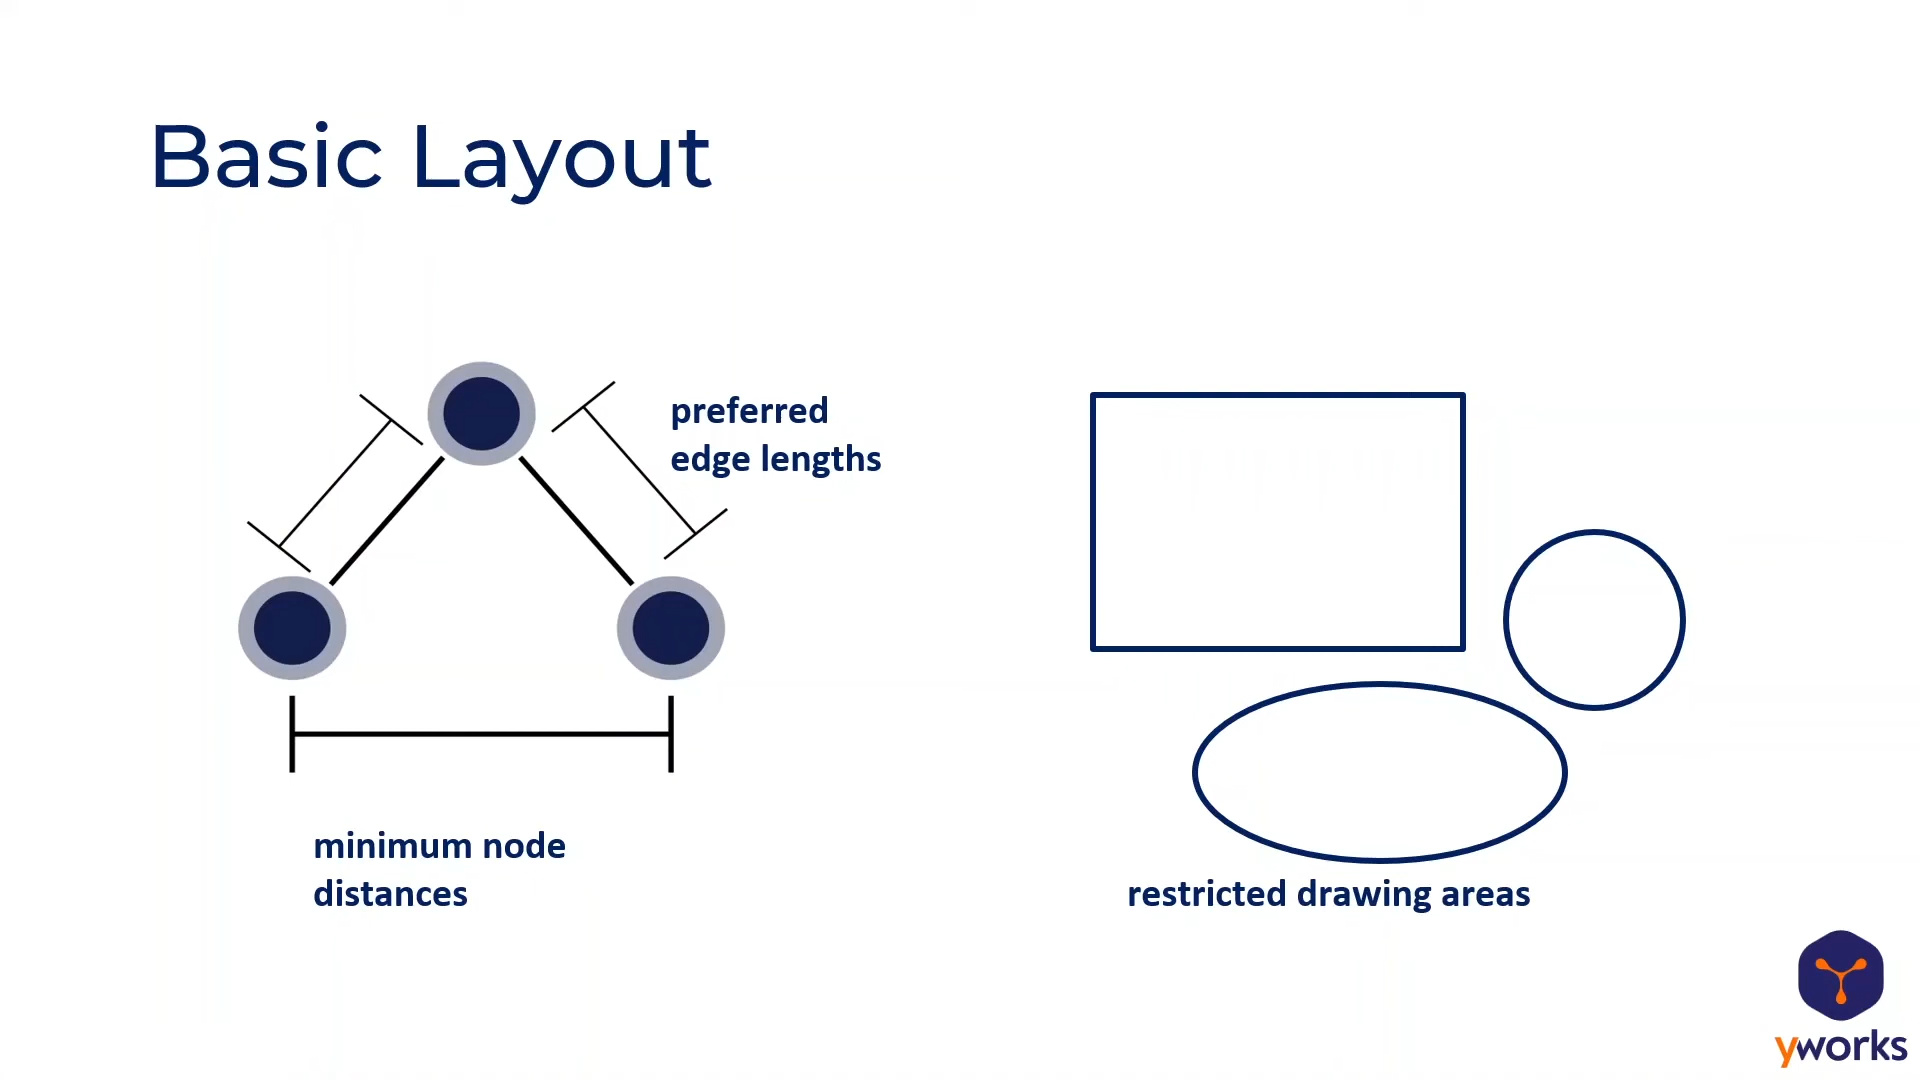 Basic Layout
preferred
edge lengths
minimum node
distances
restricted drawing areas
yworks